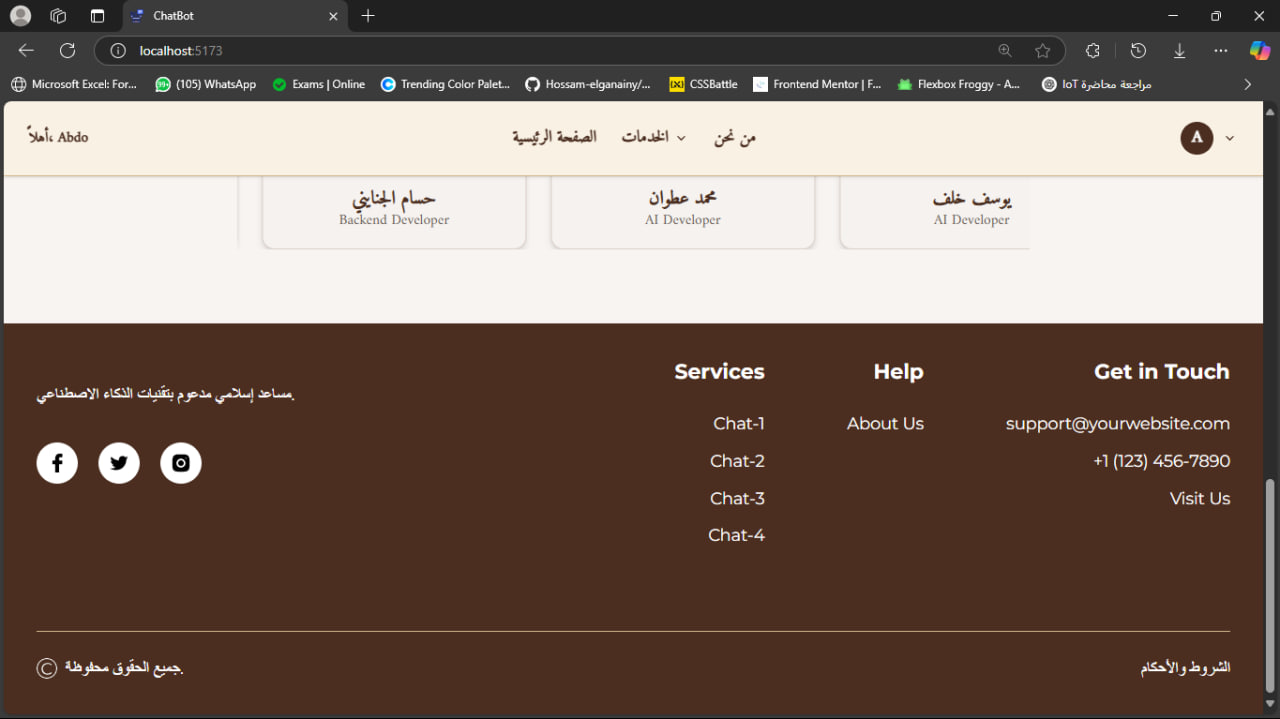 ChatBot
localhost:5173
Microsoft Excel: For...
(105) WhatsApp
Exams | Online
Trending Color Palet...
Hossam-elganainy/...
CSSBattle
Frontend Mentor | F...
Flexbox Froggy - A...
مراجعة محاضرة IoT
أهلاً، Abdo
الصفحة الرئيسية
الخدمات
من نحن
A
حسام الجنايني
Backend Developer
محمد عطوان
AI Developer
يوسف خلف
AI Developer
مساعد إسلامي مدعوم بتقنيات الذكاء الاصطناعي.
Services
Chat-1
Chat-2
Chat-3
Chat-4
Help
About Us
Get in Touch
support@yourwebsite.com
+1 (123) 456-7890
Visit Us
© جميع الحقوق محفوظة.
الشروط والأحكام